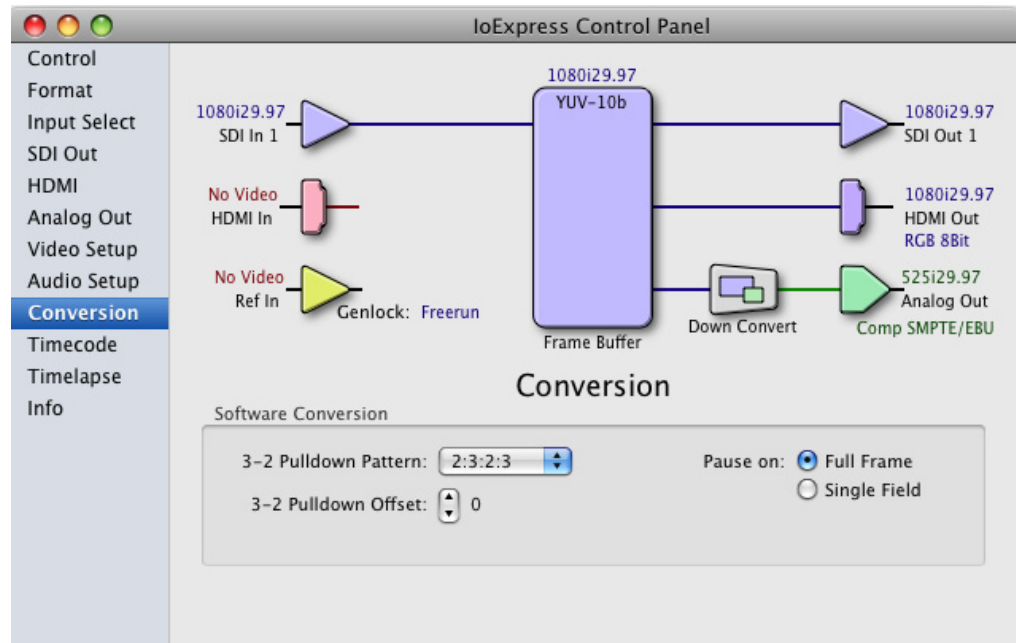 IoExpress Control Panel
Control
Format
Input Select
SDI Out
HDMI
Analog Out
Video Setup
Audio Setup
Conversion
Timecode
Timelapse
Info
1080i29.97
SDI In 1
No Video
HDMI In
No Video
Ref In
Genlock: Freerun
1080i29.97
YUV-10b
Frame Buffer
Down Convert
1080i29.97
SDI Out 1
1080i29.97
HDMI Out
RGB 8Bit
525i29.97
Analog Out
Comp SMPTE/EBU
Conversion
Software Conversion
3-2 Pulldown Pattern: 2:3:2:3
3-2 Pulldown Offset: 0
Pause on: Full Frame
Single Field